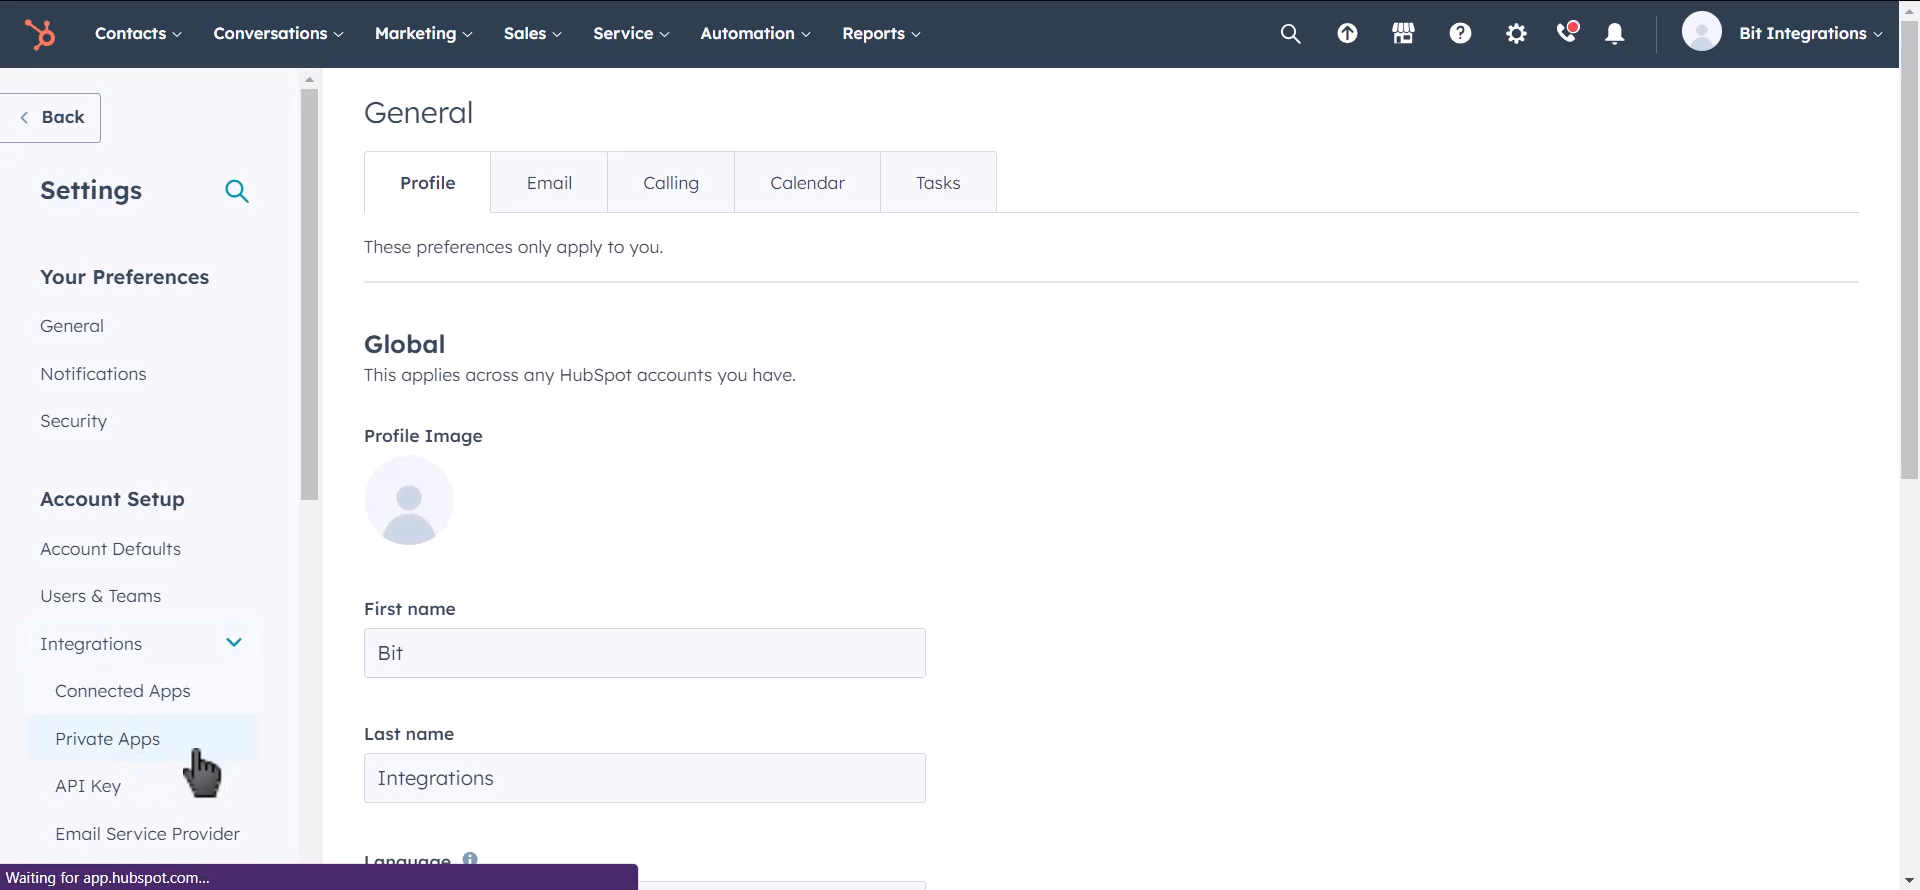 Contacts
Conversations
Marketing
Sales
Service
Automation
Reports
Bit Integrations
Back
Settings
Your Preferences
General
Notifications
Security
Account Setup
Account Defaults
Users & Teams
Integrations
Connected Apps
Private Apps
API Key
Email Service Provider
General
Profile
Email
Calling
Calendar
Tasks
These preferences only apply to you.
Global
This applies across any HubSpot accounts you have.
Profile Image
First name
Bit
Last name
Integrations
Language
Waiting for app.hubspot.com...